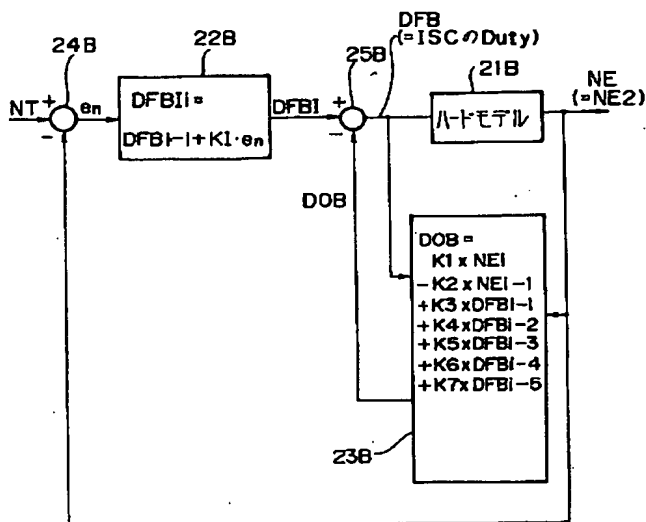 24B
22B
25B
DFB
(=ISCのDuty)
21B
NE
(=NE2)
NT
+
en
-
DFBIi=
DFBi-1+KI・en
DFBI
+
-
ハードモデル
DOB
DOB=
K1×NEi
-K2×NEi-1
+K3×DFBi-1
+K4×DFBi-2
+K5×DFBi-3
+K6×DFBi-4
+K7×DFBi-5
23B